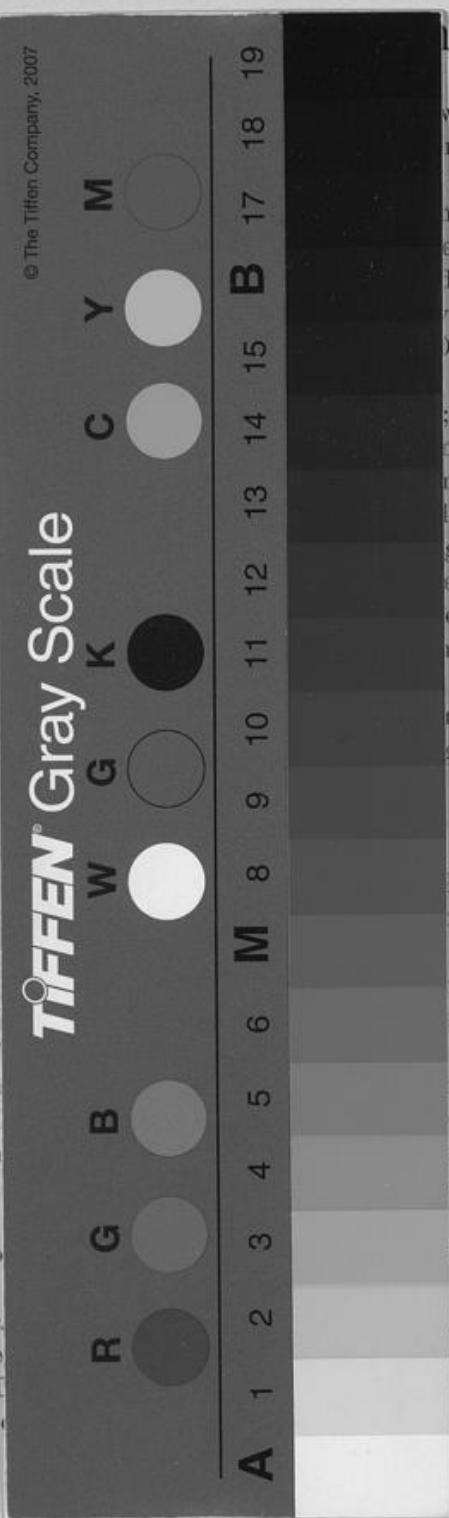 TIFFEN® Gray Scale
© The Tiffen Company, 2007
R G B W G K C Y M
A 1 2 3 4 5 6 M 8 9 10 11 12 13 14 15 B 17 18 19